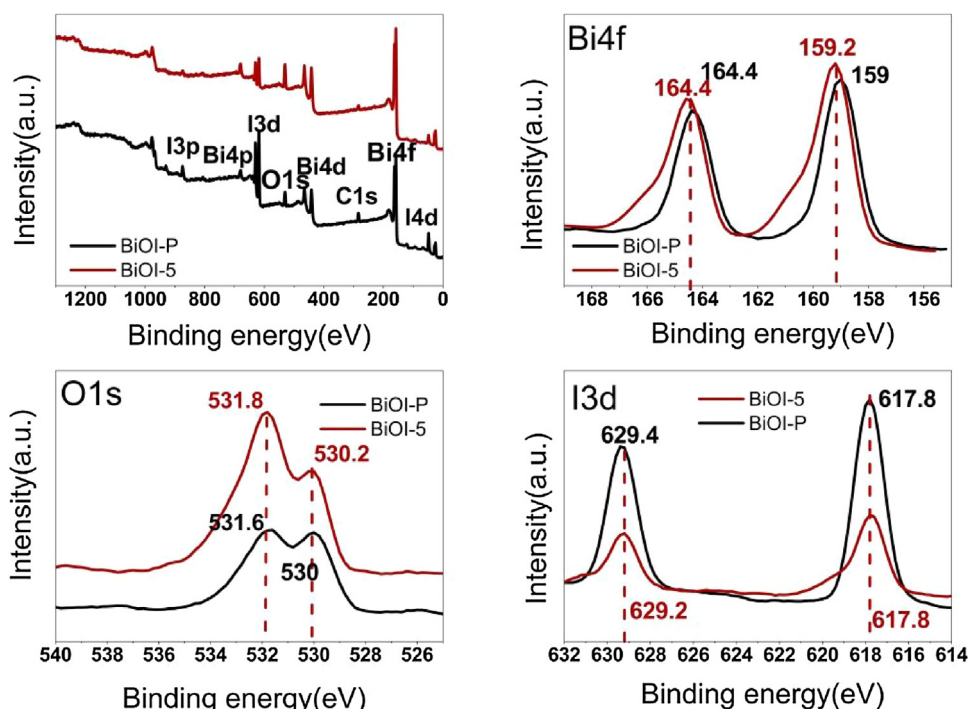 Intensity(a.u.)
I3p
Bi4p
I3d
O1s
Bi4d
C1s
Bi4f
I4d
BiOI-P
BiOI-5
1200 1000 800 600 400 200 0
Binding energy(eV)
Intensity(a.u.)
Bi4f
164.4
164.4
159.2
159
BiOI-P
BiOI-5
168 166 164 162 160 158 156
Binding energy(eV)
Intensity(a.u.)
O1s
531.8
530.2
531.6
530
BiOI-P
BiOI-5
540 538 536 534 532 530 528 526
Binding energy(eV)
Intensity(a.u.)
I3d
BiOI-5
BiOI-P
629.4
617.8
629.2
617.8
632 630 628 626 624 622 620 618 616 614
Binding energy(eV)